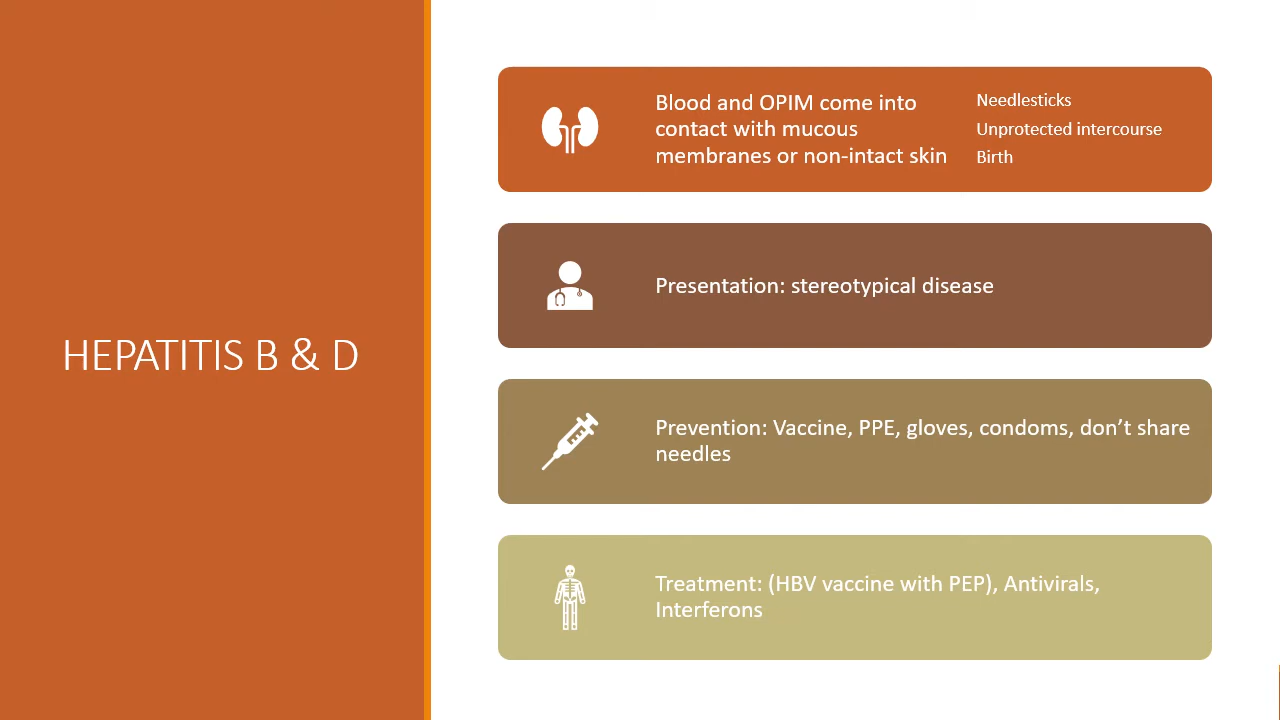 HEPATITIS B & D
Blood and OPIM come into
contact with mucous
membranes or non-intact skin
Needlesticks
Unprotected intercourse
Birth
Presentation: stereotypical disease
Prevention: Vaccine, PPE, gloves, condoms, don’t share
needles
Treatment: (HBV vaccine with PEP), Antivirals,
Interferons